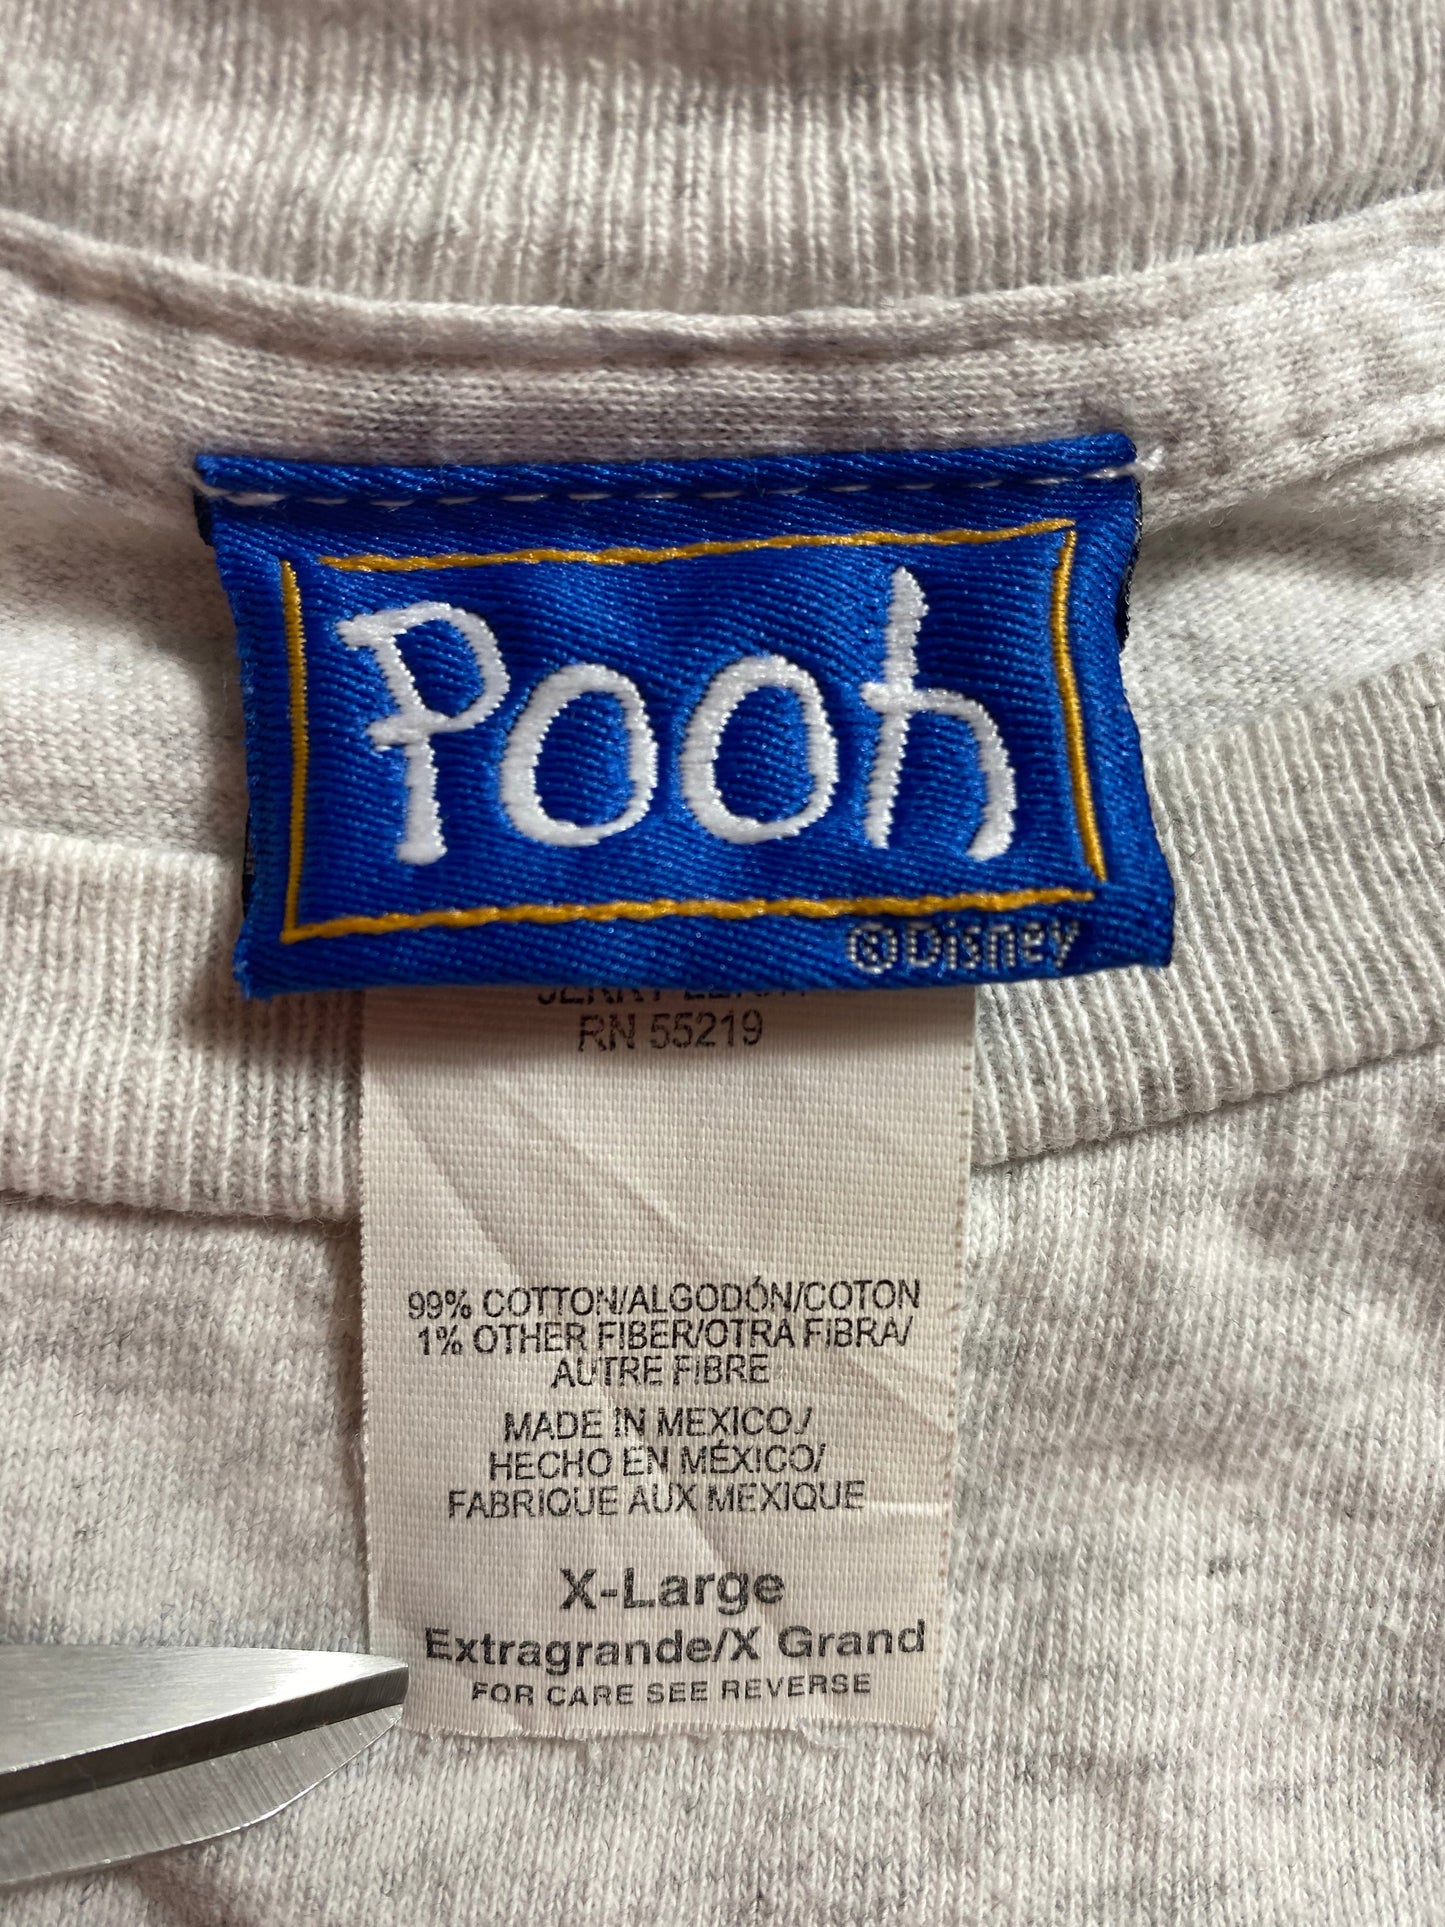 Pooh
©Disney
RN 55219
99% COTTON/ALGODÓN/COTON
1% OTHER FIBER/OTRA FIBRA/
AUTRE FIBRE
MADE IN MEXICO./
HECHO EN MÉXICO/
FABRIQUE AUX MEXIQUE
X-Large
Extragrande/X Grand
FOR CARE SEE REVERSE